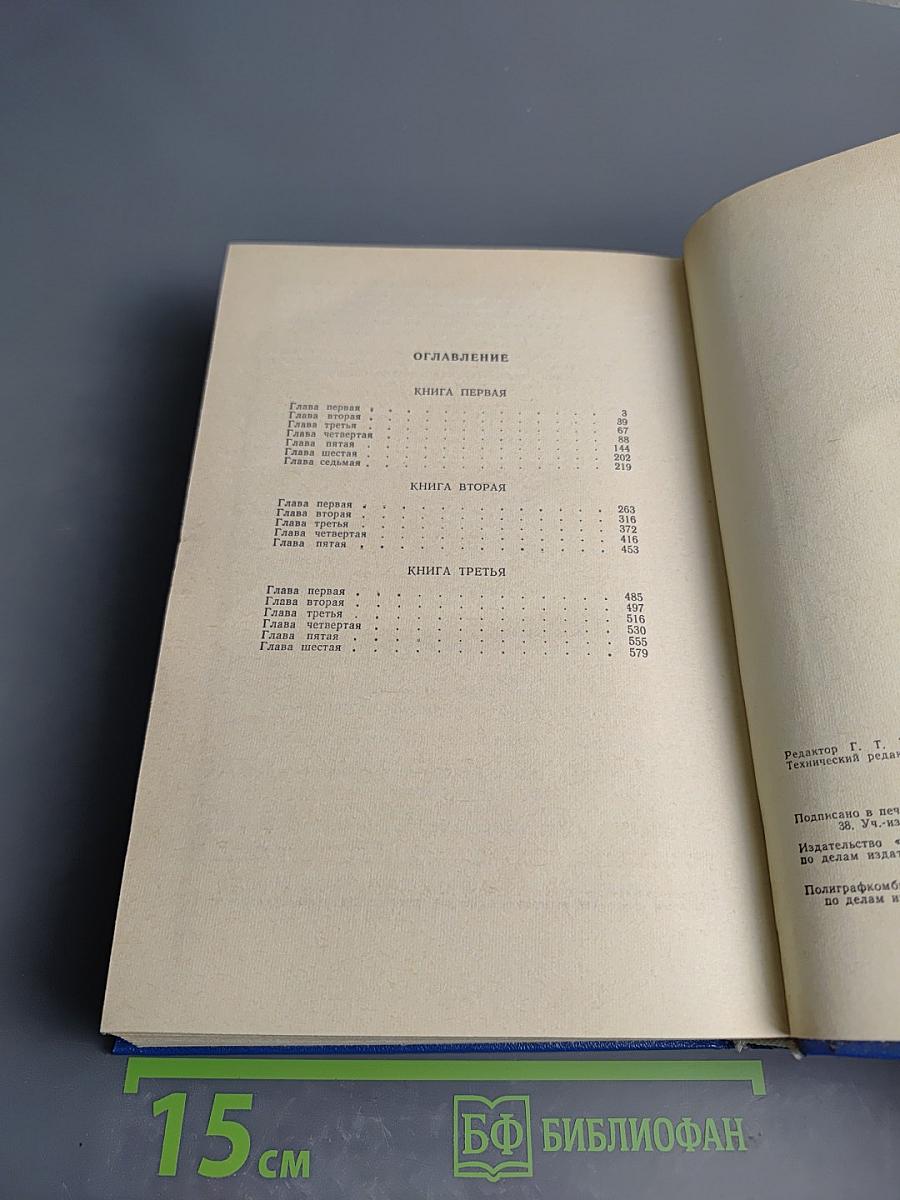 ОГЛАВЛЕНИЕ
КНИГА ПЕРВАЯ
Глава первая . . . . . . . . . . . . 3
Глава вторая . . . . . . . . . . . . 39
Глава третья . . . . . . . . . . . . 67
Глава четвертая . . . . . . . . . . . . 88
Глава пятая . . . . . . . . . . . . 144
Глава шестая . . . . . . . . . . . . 202
Глава седьмая . . . . . . . . . . . . 219
КНИГА ВТОРАЯ
Глава первая . . . . . . . . . . . . 263
Глава вторая . . . . . . . . . . . . 316
Глава третья . . . . . . . . . . . . 372
Глава четвертая . . . . . . . . . . . . 416
Глава пятая . . . . . . . . . . . . 453
КНИГА ТРЕТЬЯ
Глава первая . . . . . . . . . . . . 485
Глава вторая . . . . . . . . . . . . 497
Глава третья . . . . . . . . . . . . 516
Глава четвертая . . . . . . . . . . . . 530
Глава пятая . . . . . . . . . . . . 555
Глава шестая . . . . . . . . . . . . 579
Редактор Г. Т.
Технический редак
Подписано в печ
38. Уч.-из
Издательство «
по делам издат
Полиграфкомб
по делам и
15 см
БФ БИБЛИОФАН